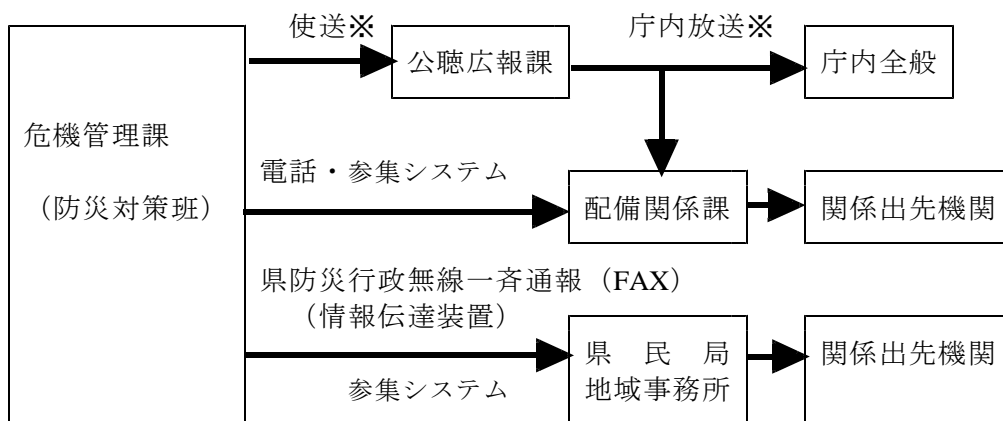 使送※
庁内放送※
公聴広報課
庁内全般
危機管理課
（防災対策班）
電話・参集システム
配備関係課
関係出先機関
県防災行政無線一斉通報（FAX）
（情報伝達装置）
県　民　局
地域事務所
関係出先機関
参集システム